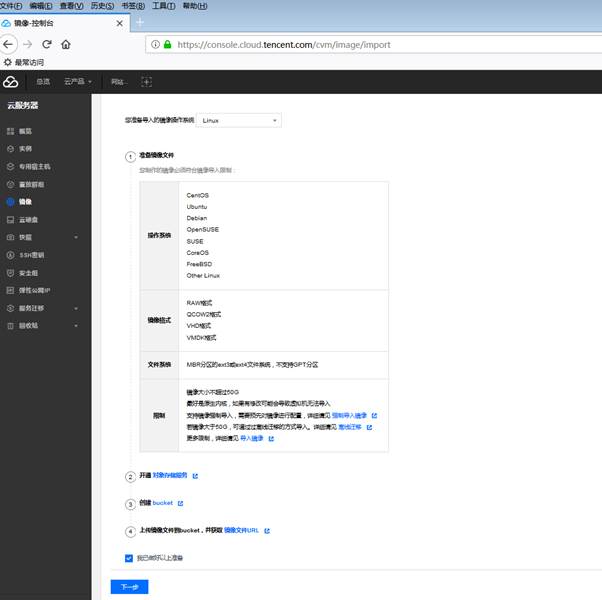 文件(F) 编辑(E) 查看(V) 历史(S) 书签(B) 工具(T) 帮助(H)
镜像-控制台
https://console.cloud.tencent.com/cvm/image/import
最常访问
总览 云产品 网站...
云服务器
概览
实例
专用宿主机
置放群组
镜像
云硬盘
快照
SSH密钥
安全组
弹性公网IP
服务迁移
回收站
您准备导入的镜像操作系统 Linux
1 准备镜像文件
您制作的镜像必须符合镜像导入限制：
操作系统
CentOS
Ubuntu
Debian
OpenSUSE
SUSE
CoreOS
FreeBSD
Other Linux
镜像格式
RAW格式
QCOW2格式
VHD格式
VMDK格式
文件系统 MBR分区的ext3或ext4文件系统，不支持GPT分区
限制
镜像大小不超过50G
最好是原生内核，如果有修改可能会导致虚拟机无法导入
支持镜像强制导入，需要预先对镜像进行配置，详细请见 强制导入镜像
若镜像大于50G，可通过过离线迁移的方式导入。详细请见 离线迁移
更多限制，详细请见 导入镜像
2 开通 对象存储服务
3 创建 bucket
4 上传镜像文件到bucket，并获取 镜像文件URL
我已做好以上准备
下一步